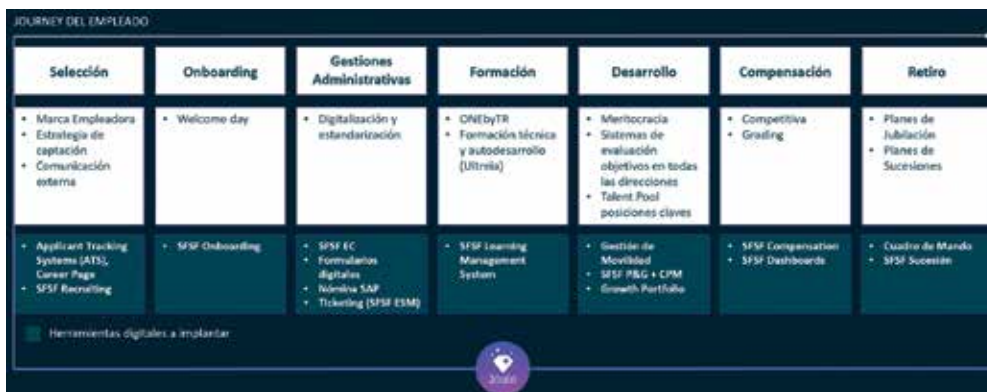 JOURNEY DEL EMPLEADO
Selección
Onboarding
Gestiones
Administrativas
Formación
Desarrollo
Compensación
Retiro
• Marca Empleadora
• Estrategia de
captación
• Comunicación
externa
• Welcome day
• Digitalización y
estandarización
• ONEbyTR
• Formación técnica
y autodesarrollo
(Ultreia)
• Meritocracia
• Sistemas de
evaluación
objetivos en todas
las direcciones
• Talent Pool
posiciones claves
• Competitiva
• Grading
• Planes de
Jubilación
• Planes de
Sucesiones
• Applicant Tracking
Systems (ATS),
Career Page
• SFSF Recruiting
• SFSF Onboarding
• SFSF EC
• Formularios
digitales
• Nómina SAP
• Ticketing (SFSF ESM)
• SFSF Learning
Management
System
• Gestión de
Movilidad
• SFSF P&G + CPM
• Growth Portfolio
• SFSF Compensation
• SFSF Dashboards
• Cuadro de Mando
• SFSF Sucesión
Herramientas digitales a implantar